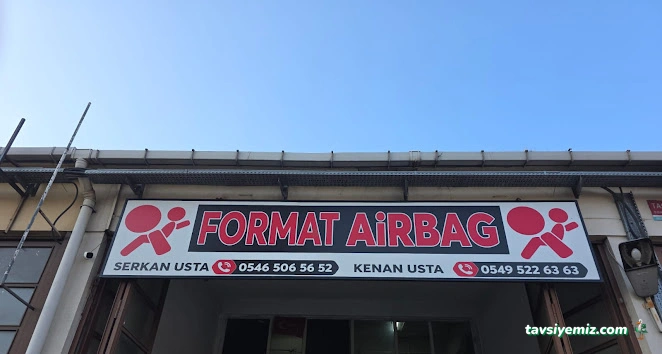 FORMAT AiRBAG
SERKAN USTA 0546 506 56 52 KENAN USTA 0549 522 63 63
tavsiyemiz.com